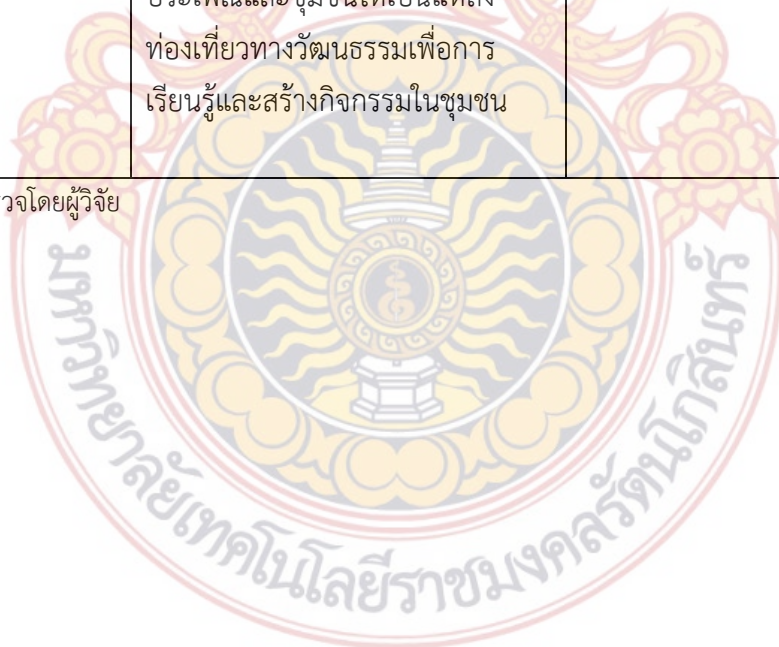 ท่องเที่ยวทางวัฒนธรรมเพื่อการ
เรียนรู้และสร้างกิจกรรมในชุมชน
โดยผู้วิจัย
มหาวิทยาลัยเทคโนโลยีราชมงคลรัตนโกสินทร์